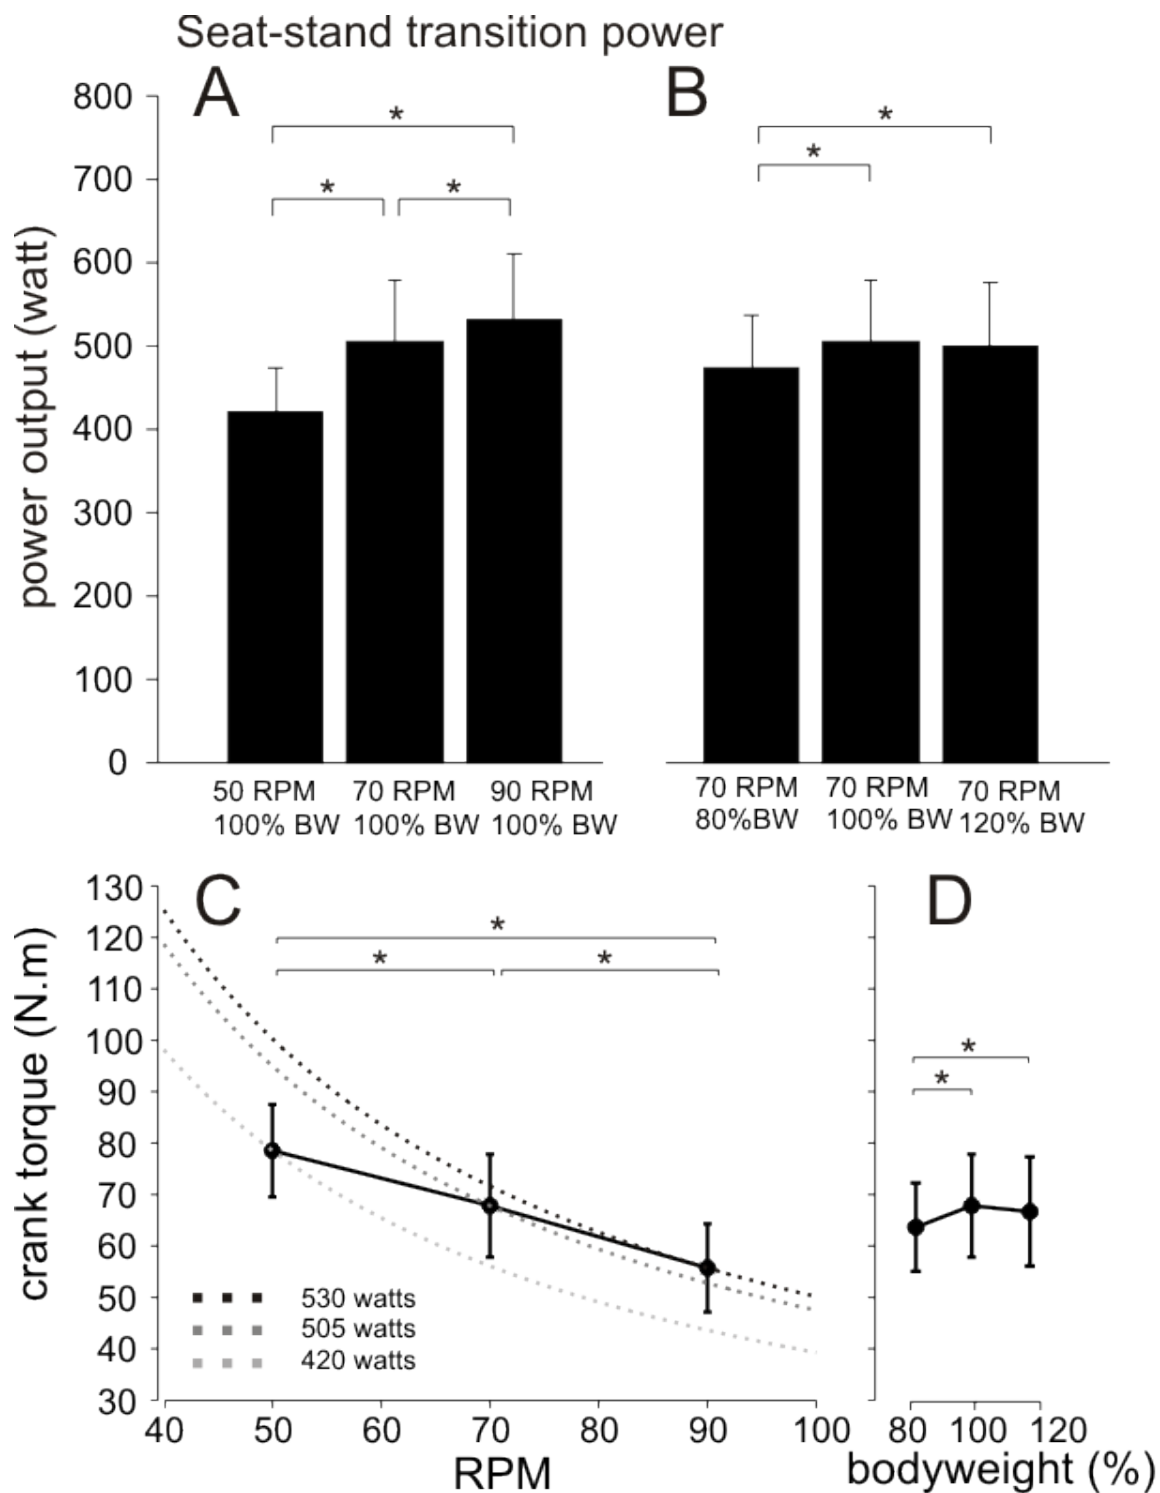 Seat-stand transition power
A
B
power output (watt)
800
700
600
500
400
300
200
100
0
*
*
*
*
*
50 RPM
100% BW
70 RPM
100% BW
90 RPM
100% BW
70 RPM
80%BW
70 RPM
100% BW
70 RPM
120% BW
C
D
crank torque (N.m)
130
120
110
100
90
80
70
60
50
40
30
*
*
*
*
*
530 watts
505 watts
420 watts
40 50 60 70 80 90 100
RPM
80 100 120
bodyweight (%)